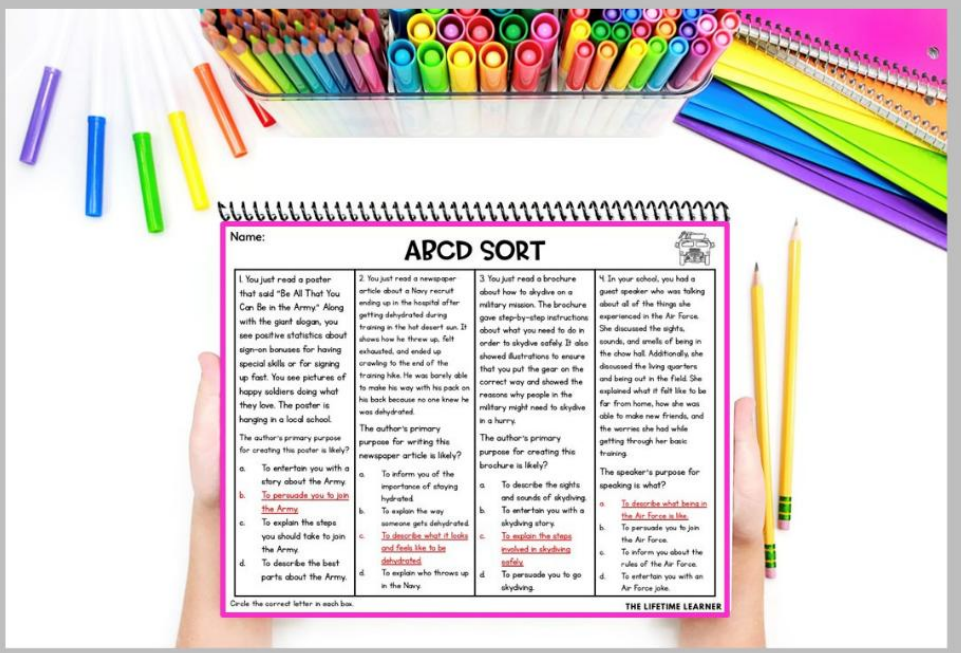 Name:
ABCD SORT
1. You just read a poster
that said "Be All That You
Can Be in the Army." Along
with the giant slogan, you
see positive statistics about
sign-on bonuses for having
special skills or for signing
up fast. You see pictures of
happy soldiers doing what
they love. The poster is
hanging in a local school.
The author's primary purpose
for creating this poster is likely?
a. To entertain you with a
story about the Army.
b. To persuade you to join
the Army.
c. To explain the steps
you should take to join
the Army.
d. To describe the best
parts about the Army.
2. You just read a newspaper
article about a Navy recruit
ending up in the hospital after
getting dehydrated during
training in the hot desert sun. It
shows how he threw up, felt
exhausted, and ended up
crawling to the end of the
training hike. He was barely able
to make his way with his pack on
his back because no one knew he
was dehydrated.
The author's primary
purpose for writing this
newspaper article is likely?
a. To inform you of the
importance of staying
hydrated.
b. To explain the way
someone gets dehydrated.
c. To describe what it looks
and feels like to be
dehydrated.
d. To explain who throws up
in the Navy.
3. You just read a brochure
about how to skydive on a
military mission. The brochure
gave step-by-step instructions
about what you need to do in
order to skydive safely. It also
showed illustrations to ensure
that you put the gear on the
correct way and showed the
reasons why people in the
military might need to skydive
in a hurry.
The author's primary
purpose for creating this
brochure is likely?
a. To describe the sights
and sounds of skydiving.
b. To entertain you with a
skydiving story.
c. To explain the steps
involved in skydiving
safely.
d. To persuade you to go
skydiving.
4. In your school, you had a
guest speaker who was talking
about all of the things she
experienced in the Air Force.
She discussed the sights,
sounds, and smells of being in
the chow hall. Additionally, she
discussed the living quarters
and being out in the field. She
explained what it felt like to be
far from home, how she was
able to make new friends, and
the worries she had while
getting through her basic
training.
The speaker's purpose for
speaking is what?
a. To describe what being in
the Air Force is like.
b. To persuade you to join
the Air Force.
c. To inform you about the
rules of the Air Force.
d. To entertain you with an
Air Force joke.
Circle the correct letter in each box.
THE LIFETIME LEARNER